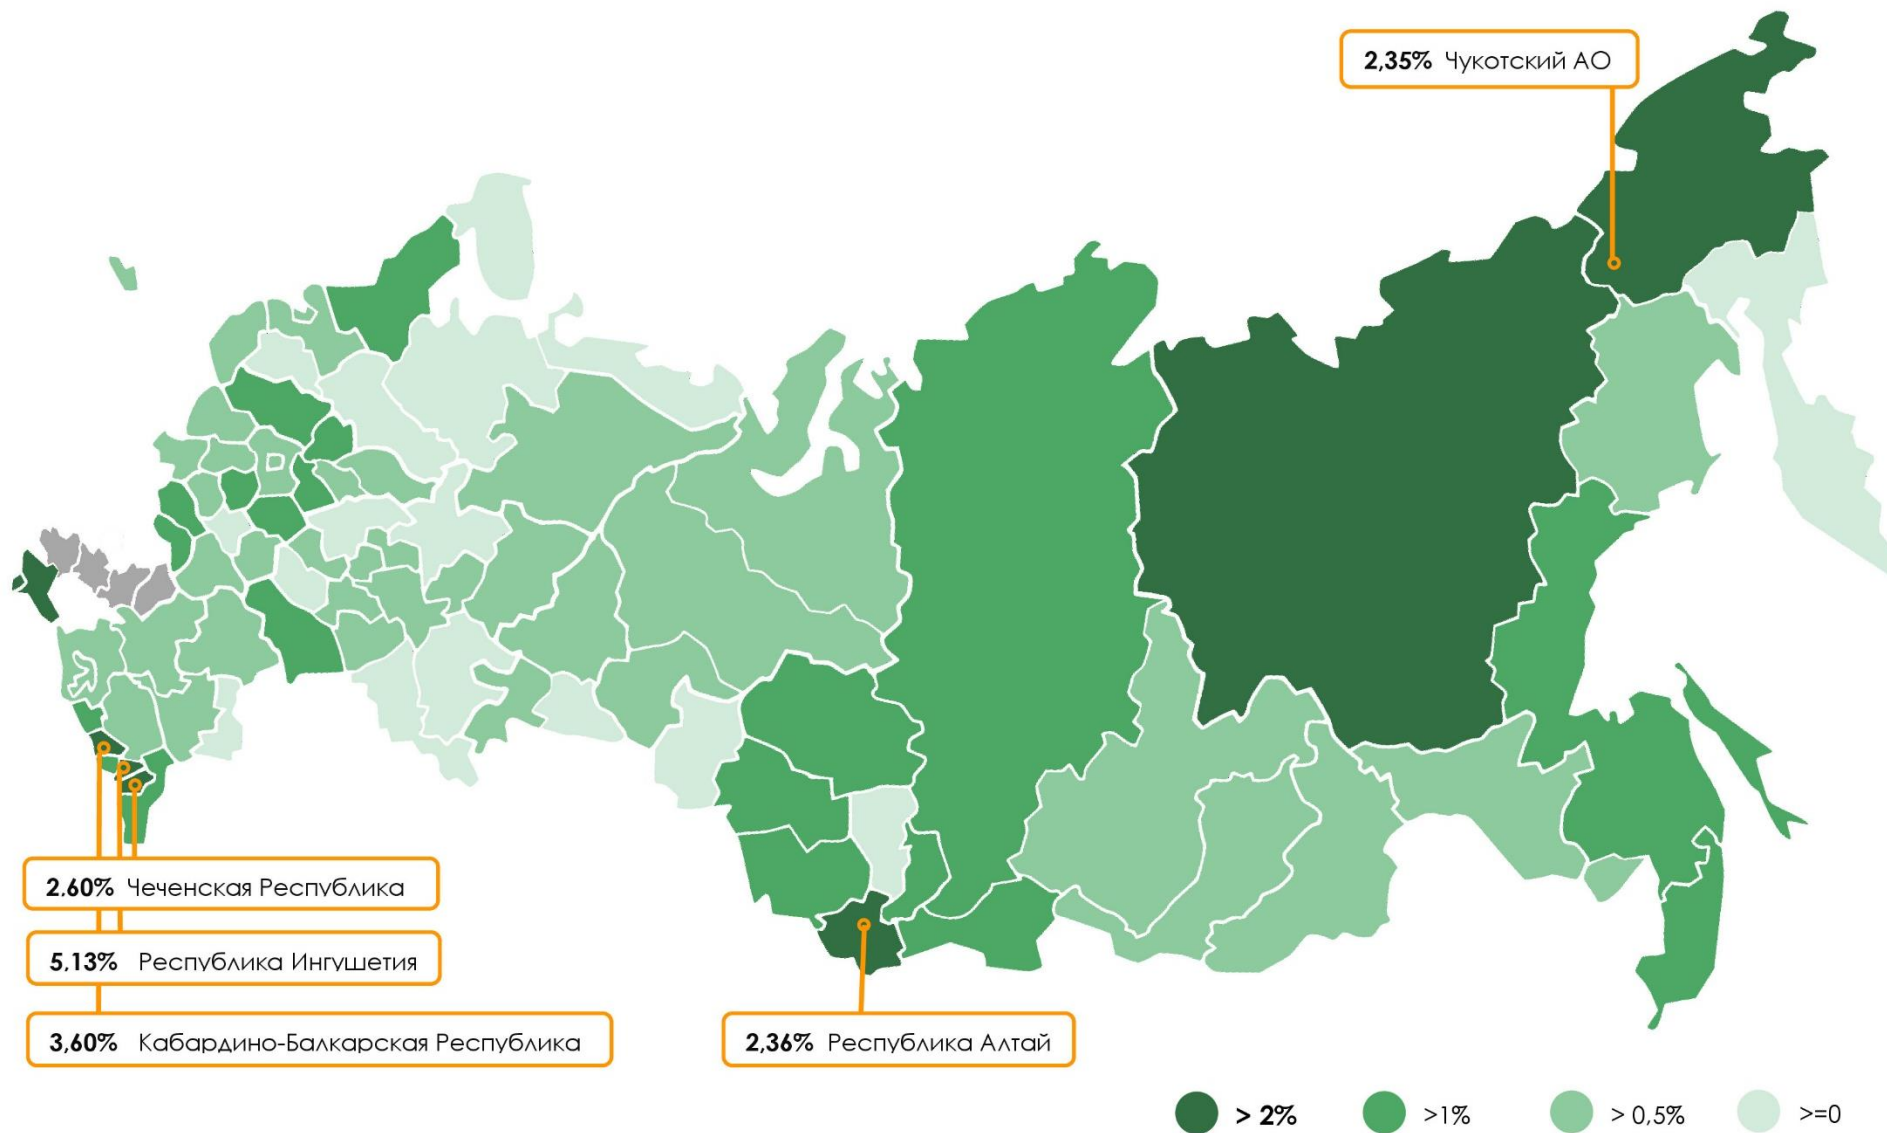 2,35% Чукотский АО
2,60% Чеченская Республика
5,13% Республика Ингушетия
3,60% Кабардино-Балкарская Республика
2,36% Республика Алтай
> 2% >1% > 0,5% >=0